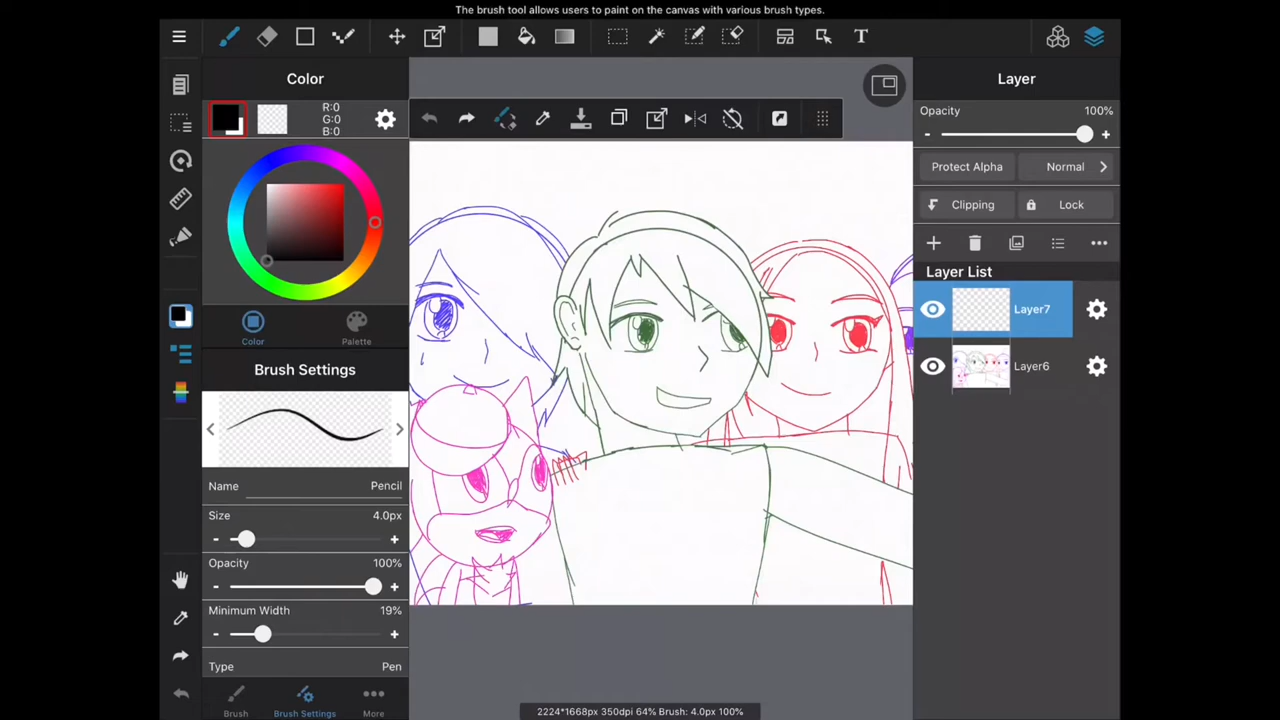 The brush tool allows users to paint on the canvas with various brush types.
T
Color
R:0
G:0
B:0
Color
Palette
Brush Settings
Name Pencil
Size 4.0px
- +
Opacity 100%
- +
Minimum Width 19%
- +
Type Pen
Brush
Brush Settings
More
Layer
Opacity 100%
- +
Protect Alpha
Normal
Clipping
Lock
Layer List
Layer7
Layer6
2224*1668px 350dpi 64% Brush: 4.0px 100%